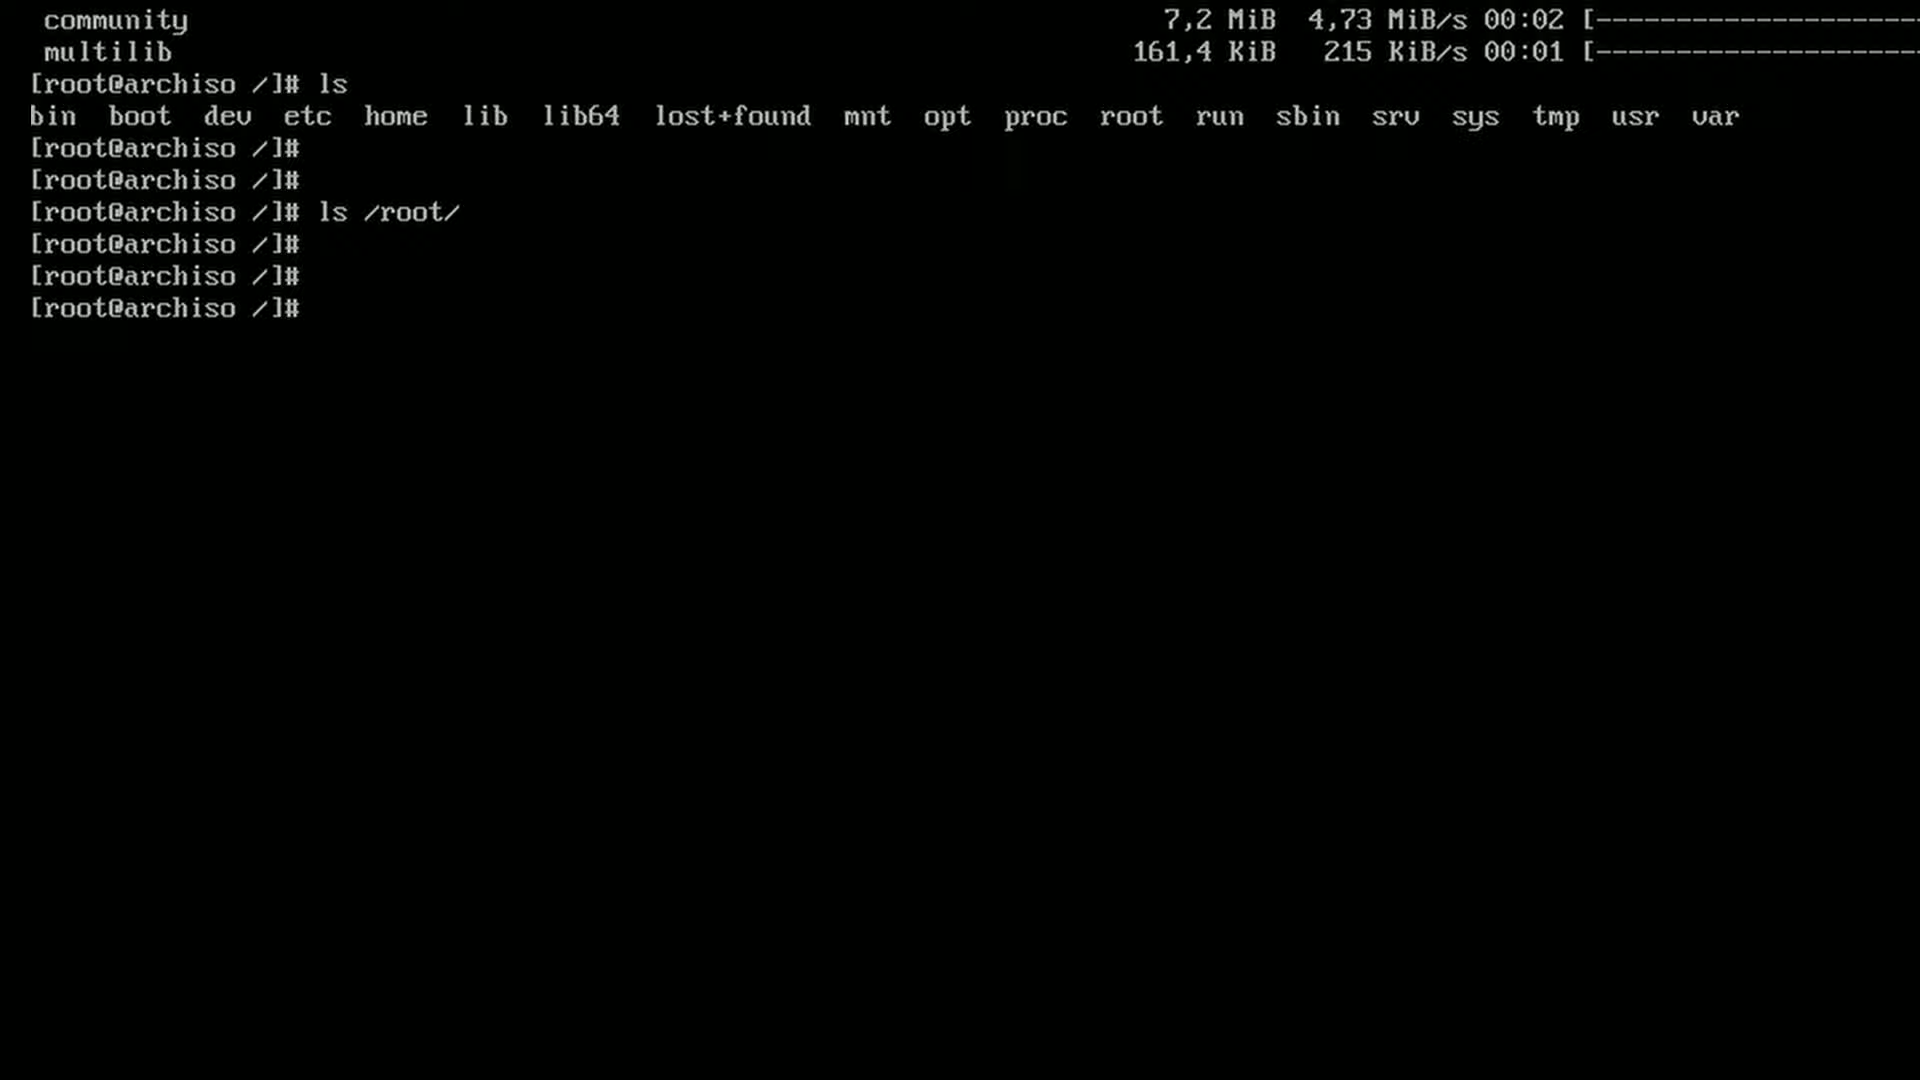 community 7,2 MiB 4,73 MiB/s 00:02 [--------------------
multilib 161,4 KiB 215 KiB/s 00:01 [--------------------
[root@archiso /]# ls
bin boot dev etc home lib lib64 lost+found mnt opt proc root run sbin srv sys tmp usr var
[root@archiso /]#
[root@archiso /]#
[root@archiso /]# ls /root/
[root@archiso /]#
[root@archiso /]#
[root@archiso /]#